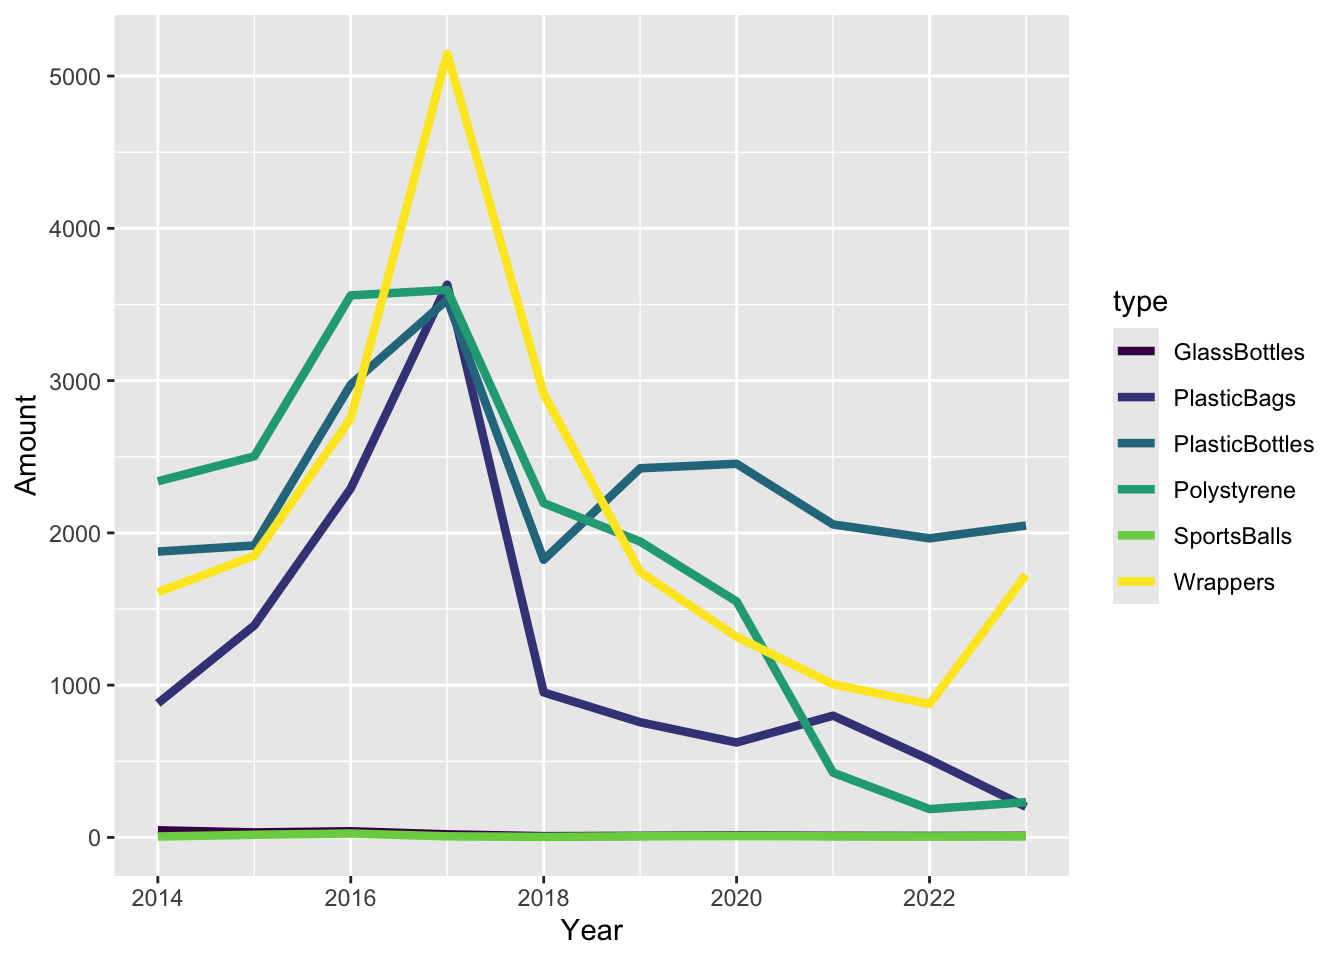 5000
4000
3000
2000
1000
0
Amount
2014 2016 2018 2020 2022
Year
type
GlassBottles
PlasticBags
PlasticBottles
Polystyrene
SportsBalls
Wrappers